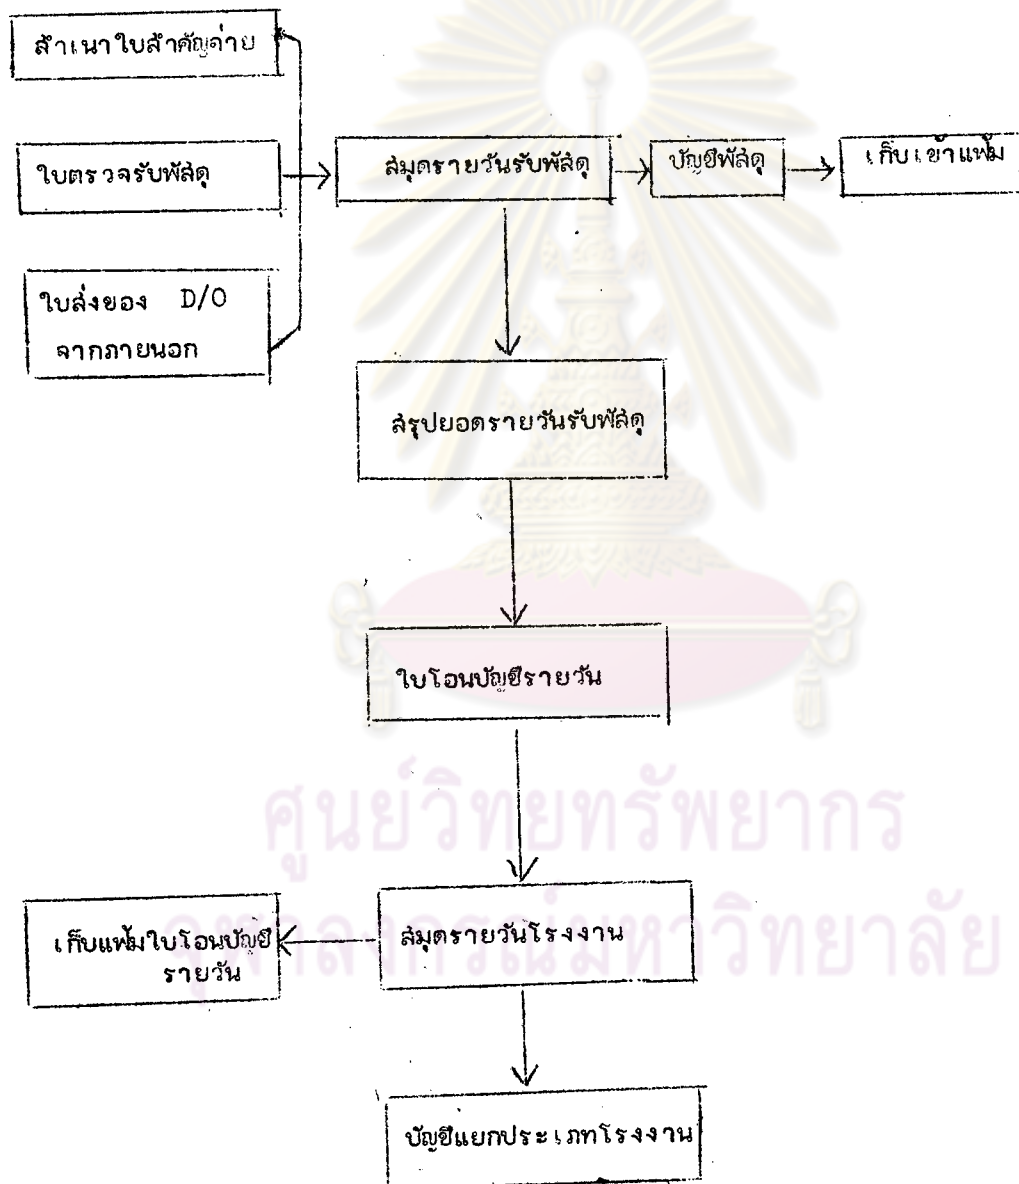 สำเนาใบสำคัญจ่าย
ใบตรวจรับพัสดุ
สมุดรายวันรับพัสดุ
บัญชีพัสดุ
เก็บเข้าแฟ้ม
ใบส่งของ D/O
จากภายนอก
สรุปยอดรายวันรับพัสดุ
ใบโอนบัญชีรายวัน
ศูนย์วิทยทรัพยากร
จุฬาลงกรณ์มหาวิทยาลัย
เก็บแฟ้มใบโอนบัญชี
รายวัน
สมุดรายวันโรงงาน
บัญชีแยกประเภทโรงงาน